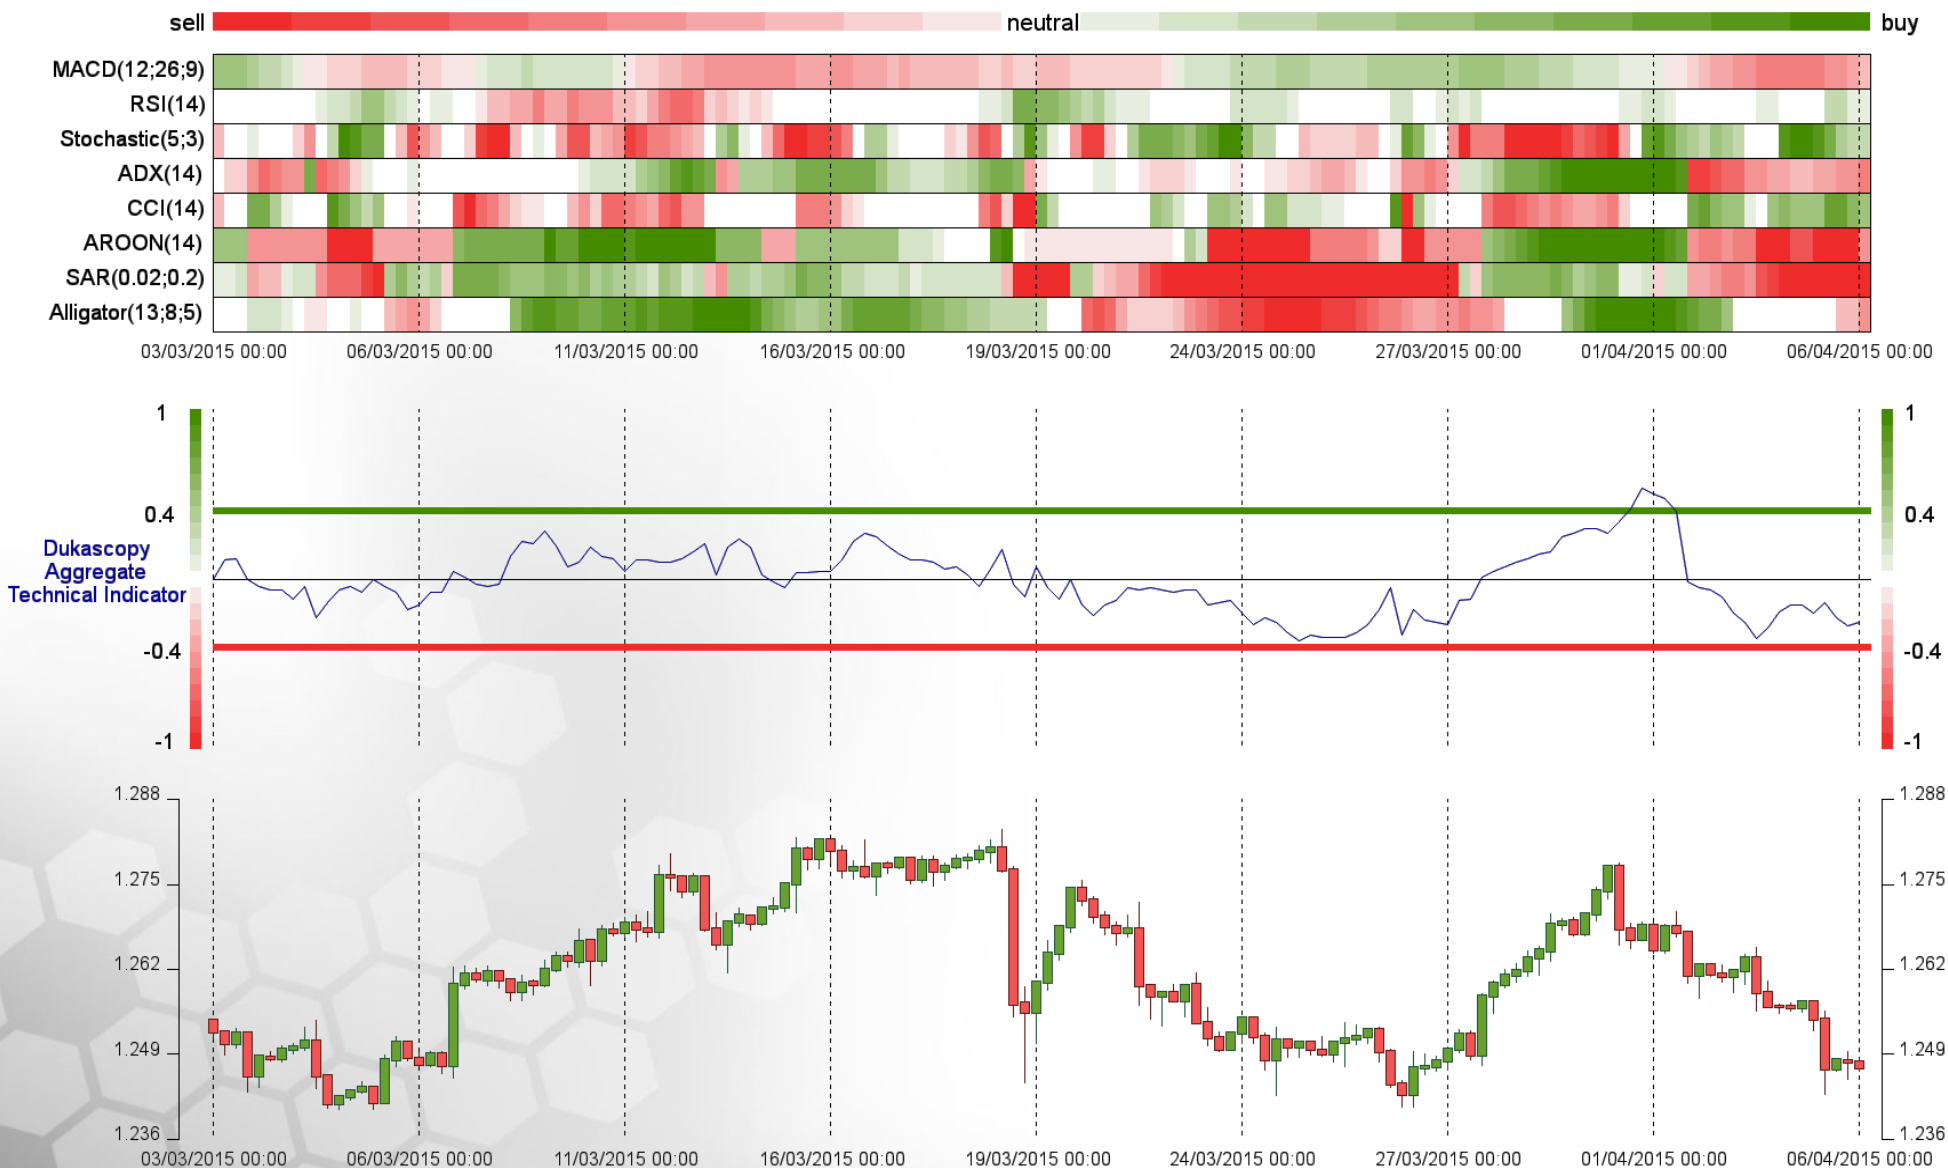 sell neutral buy
MACD(12;26;9)
RSI(14)
Stochastic(5;3)
ADX(14)
CCI(14)
AROON(14)
SAR(0.02;0.2)
Alligator(13;8;5)
03/03/2015 00:00 06/03/2015 00:00 11/03/2015 00:00 16/03/2015 00:00 19/03/2015 00:00 24/03/2015 00:00 27/03/2015 00:00 01/04/2015 00:00 06/04/2015 00:00
1 1
0.4 0.4
Dukascopy
Aggregate
Technical Indicator
-0.4 -0.4
-1 -1
1.288 1.288
1.275 1.275
1.262 1.262
1.249 1.249
1.236 1.236
03/03/2015 00:00 06/03/2015 00:00 11/03/2015 00:00 16/03/2015 00:00 19/03/2015 00:00 24/03/2015 00:00 27/03/2015 00:00 01/04/2015 00:00 06/04/2015 00:00